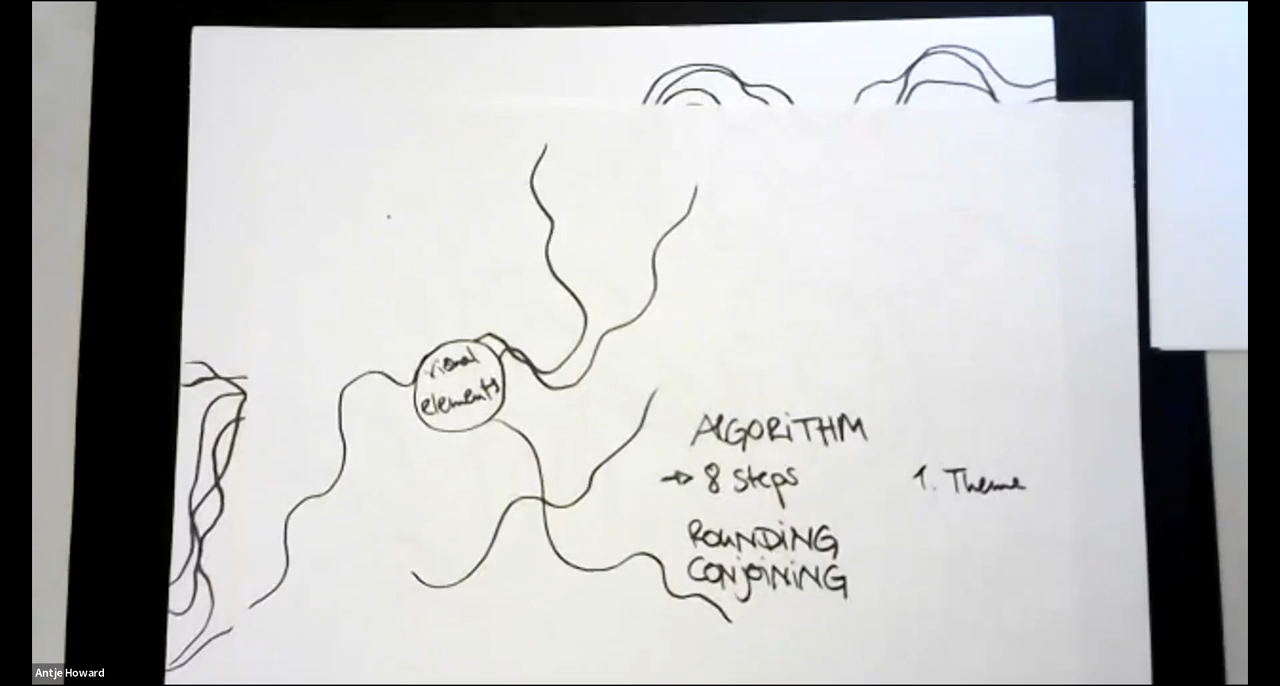 visual
elements
ALGORiTHM
→ 8 Steps
1. Theme
ROUNDiNG
CONjOiNiNG
Antje Howard